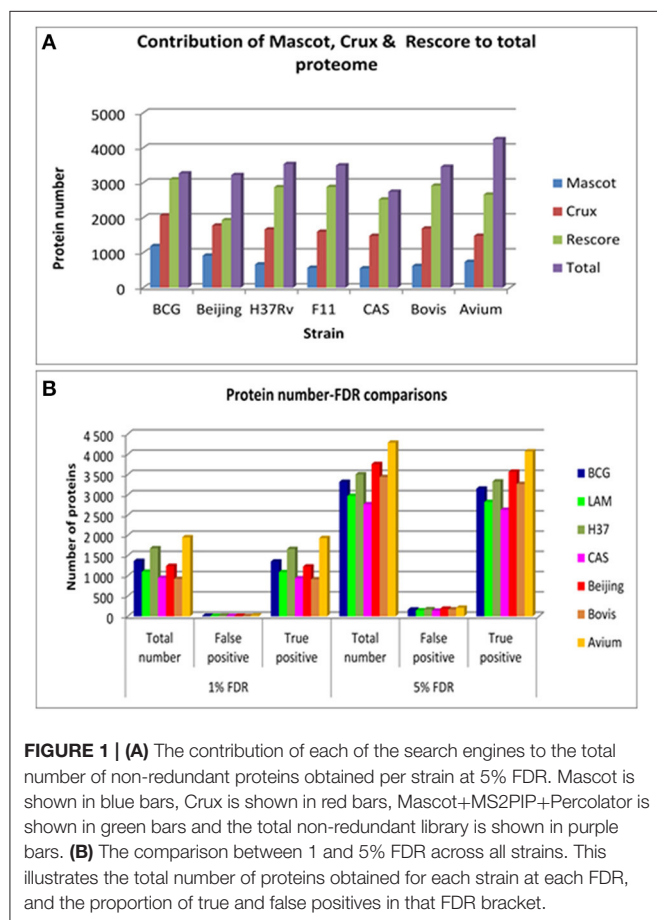 A
Contribution of Mascot, Crux & Rescore to total
proteome
5000
4000
3000
2000
1000
0
Protein number
BCG Beijing H37Rv F11 CAS Bovis Avium
Strain
Mascot
Crux
Rescore
Total
B
Protein number-FDR comparisons
4 500
4 000
3 500
3 000
2 500
2 000
1 500
1 000
500
0
Number of proteins
Total number
False positive
True positive
Total number
False positive
True positive
1% FDR
5% FDR
BCG
LAM
H37
CAS
Beijing
Bovis
Avium
FIGURE 1 | (A) The contribution of each of the search engines to the total
number of non-redundant proteins obtained per strain at 5% FDR. Mascot is
shown in blue bars, Crux is shown in red bars, Mascot+MS2PIP+Percolator is
shown in green bars and the total non-redundant library is shown in purple
bars. (B) The comparison between 1 and 5% FDR across all strains. This
illustrates the total number of proteins obtained for each strain at each FDR,
and the proportion of true and false positives in that FDR bracket.